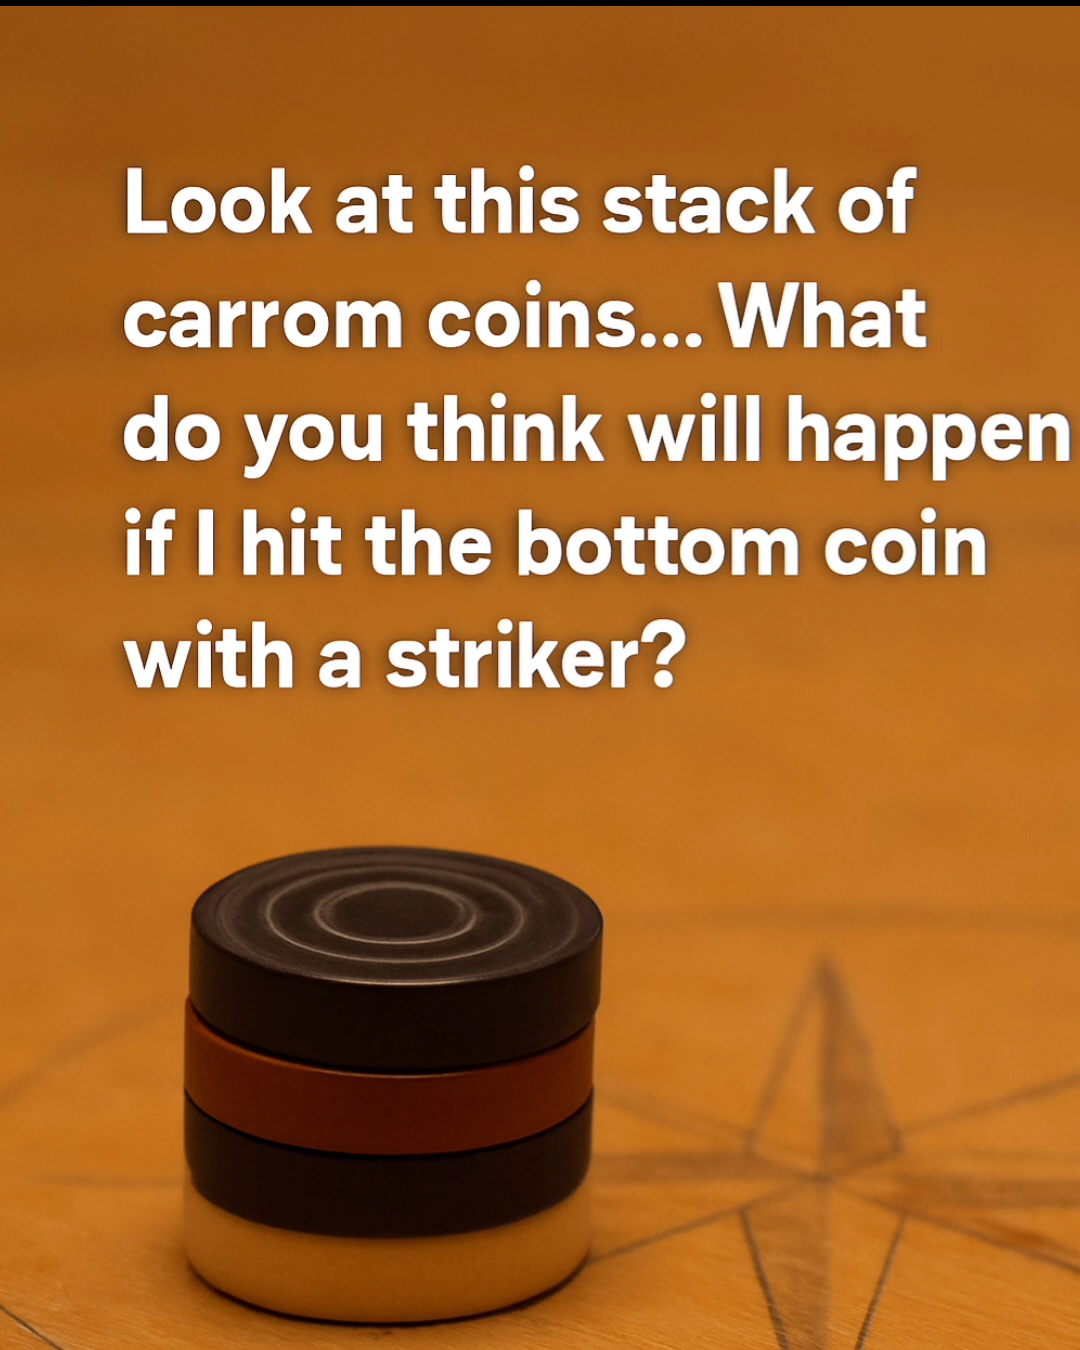 Look at this stack of
carrom coins... What
do you think will happen
if I hit the bottom coin
with a striker?